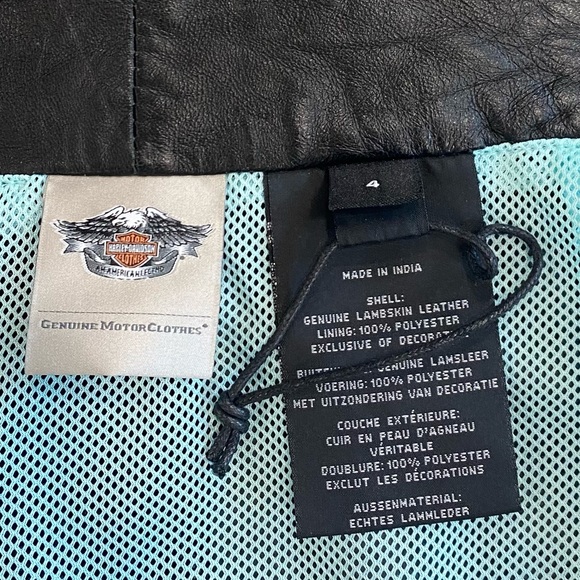 MOTOR
HARLEY-DAVIDSON
CLOTHES
AN AMERICAN LEGEND
GENUINE MOTORCLOTHES®
4
MADE IN INDIA
SHELL:
GENUINE LAMBSKIN LEATHER
LINING: 100% POLYESTER
EXCLUSIVE OF DECORATION
GENUINE LAMSLEER
VOERING: 100% POLYESTER
MET UITZONDERING VAN DECORATIE
COUCHE EXTÉRIEURE:
CUIR EN PEAU D'AGNEAU
VÉRITABLE
DOUBLURE: 100% POLYESTER
EXCLUT LES DÉCORATIONS
AUSSENMATERIAL:
ECHTES LAMMLEDER